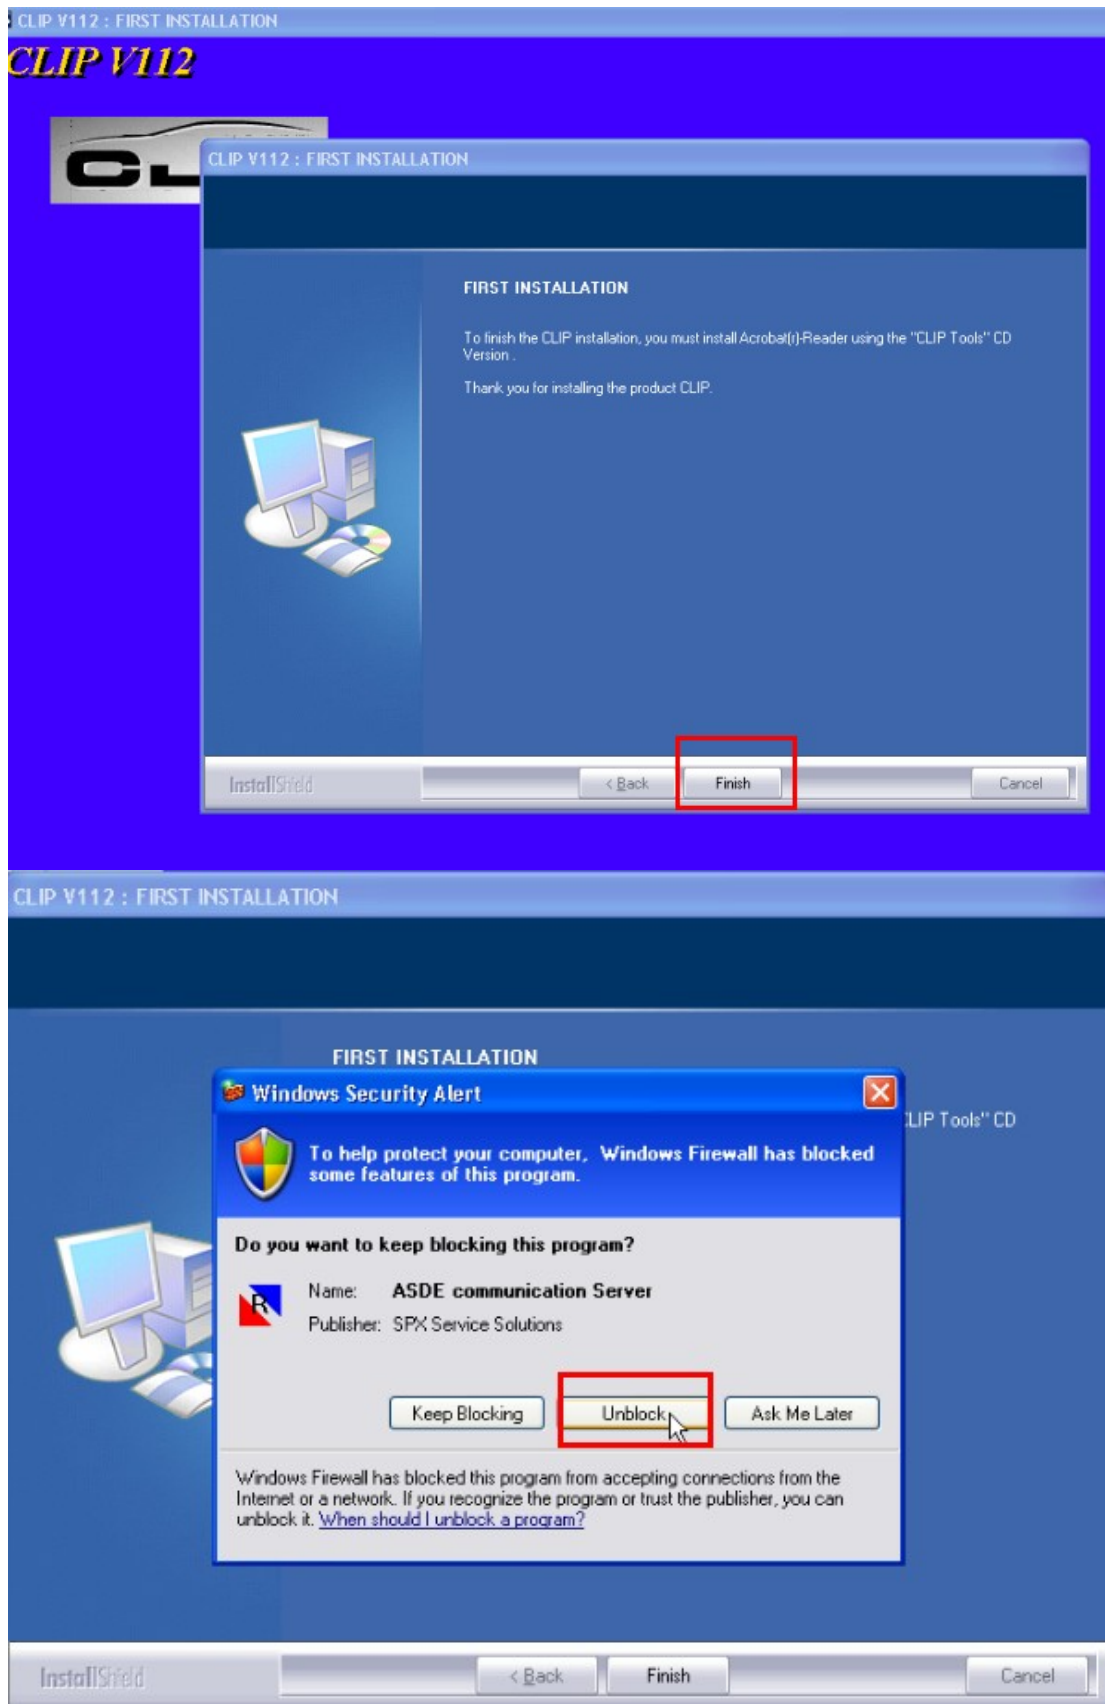 CLIP V112 : FIRST INSTALLATION
CLIP V112
CLIP V112 : FIRST INSTALLATION
FIRST INSTALLATION
To finish the CLIP installation, you must install Acrobat(r)-Reader using the "CLIP Tools" CD
Version .
Thank you for installing the product CLIP.
InstallShield
< Back
Finish
Cancel
CLIP V112 : FIRST INSTALLATION
FIRST INSTALLATION
Windows Security Alert
CLIP Tools" CD
To help protect your computer, Windows Firewall has blocked
some features of this program.
Do you want to keep blocking this program?
R
Name: ASDE communication Server
Publisher: SPX Service Solutions
Keep Blocking
Unblock
Ask Me Later
Windows Firewall has blocked this program from accepting connections from the
Internet or a network. If you recognize the program or trust the publisher, you can
unblock it. When should I unblock a program?
InstallShield
< Back
Finish
Cancel